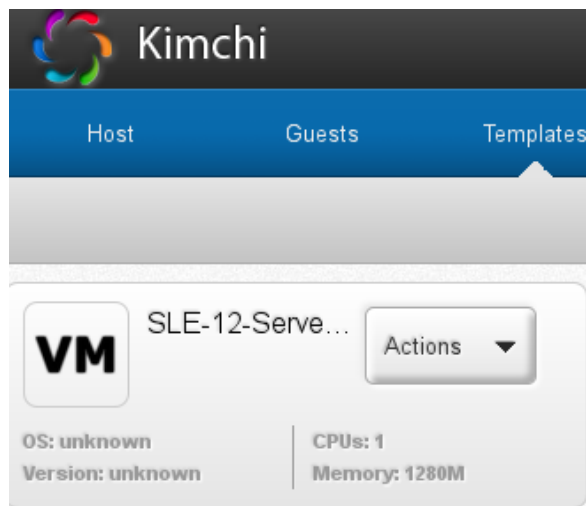 Kimchi
Host Guests Templates
VM
SLE-12-Serve...
Actions
OS: unknown
CPUs: 1
Version: unknown
Memory: 1280M